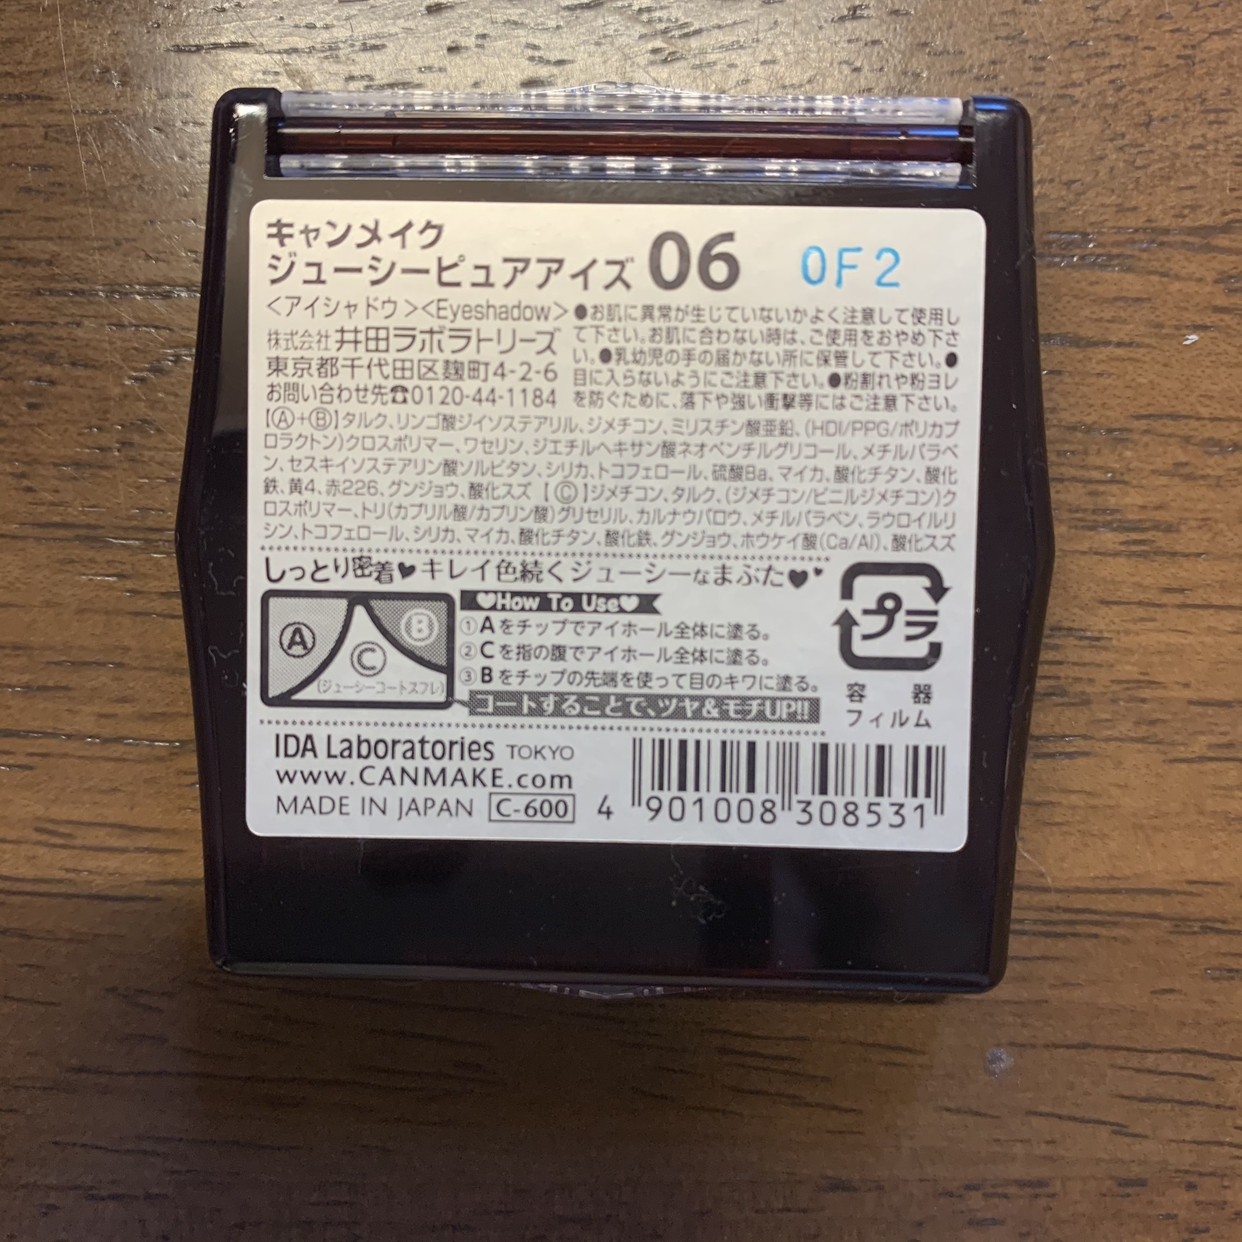 キャンメイク
ジューシーピュアアイズ 06 0F2
<アイシャドウ><Eyeshadow>
株式会社 井田ラボラトリーズ
東京都千代田区麹町4-2-6
お問い合わせ先☎0120-44-1184
●お肌に異常が生じていないかよく注意して使用し
て下さい。お肌に合わない時は、ご使用をおやめ下さ
い。●乳幼児の手の届かない所に保管して下さい。●
目に入らないようにご注意下さい。●粉割れや粉ヨレ
を防ぐために、落下や強い衝撃等にはご注意下さい。
【Ⓐ+Ⓑ】タルク、リンゴ酸ジイソステアリル、ジメチコン、ミリスチン酸亜鉛、(HDI/PPG/ポリカプ
ロラクトン)クロスポリマー、ワセリン、ジエチルヘキサン酸ネオペンチルグリコール、メチルパラベ
ン、セスキイソステアリン酸ソルビタン、シリカ、トコフェロール、硫酸Ba、マイカ、酸化チタン、酸化
鉄、黄4、赤226、グンジョウ、酸化スズ【Ⓒ】ジメチコン、タルク、(ジメチコン/ビニルジメチコン)ク
ロスポリマー、トリ(カプリル酸/カプリン酸)グリセリル、カルナウバロウ、メチルパラベン、ラウロイルリ
シン、トコフェロール、シリカ、マイカ、酸化チタン、酸化鉄、グンジョウ、ホウケイ酸(Ca/Al)、酸化スズ
しっとり密着♥キレイ色続くジューシーなまぶた♥♥
Ⓐ Ⓑ
Ⓒ
(ジューシーコートスフレ)
♥How To Use♥
①Aをチップでアイホール全体に塗る。
②Cを指の腹でアイホール全体に塗る。
③Bをチップの先端を使って目のキワに塗る。
コートすることで、ツヤ&モチUP!!
プラ
容 器
フィルム
IDA Laboratories TOKYO
www.CANMAKE.com
MADE IN JAPAN C-600
4 901008 308531